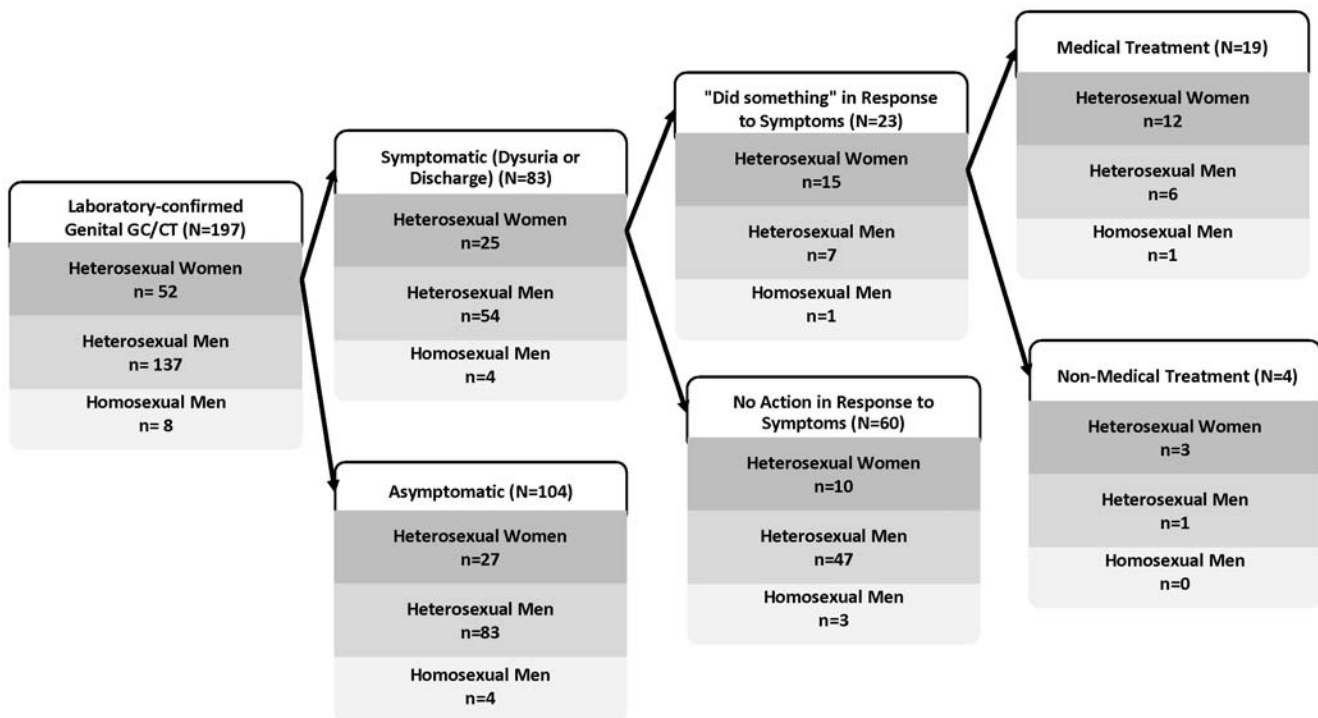 Laboratory-confirmed
Genital GC/CT (N=197)
Heterosexual Women
n= 52
Heterosexual Men
n= 137
Homosexual Men
n= 8
Symptomatic (Dysuria or
Discharge) (N=83)
Heterosexual Women
n=25
Heterosexual Men
n=54
Homosexual Men
n=4
Asymptomatic (N=104)
Heterosexual Women
n=27
Heterosexual Men
n=83
Homosexual Men
n=4
"Did something" in Response
to Symptoms (N=23)
Heterosexual Women
n=15
Heterosexual Men
n=7
Homosexual Men
n=1
No Action in Response to
Symptoms (N=60)
Heterosexual Women
n=10
Heterosexual Men
n=47
Homosexual Men
n=3
Medical Treatment (N=19)
Heterosexual Women
n=12
Heterosexual Men
n=6
Homosexual Men
n=1
Non-Medical Treatment (N=4)
Heterosexual Women
n=3
Heterosexual Men
n=1
Homosexual Men
n=0